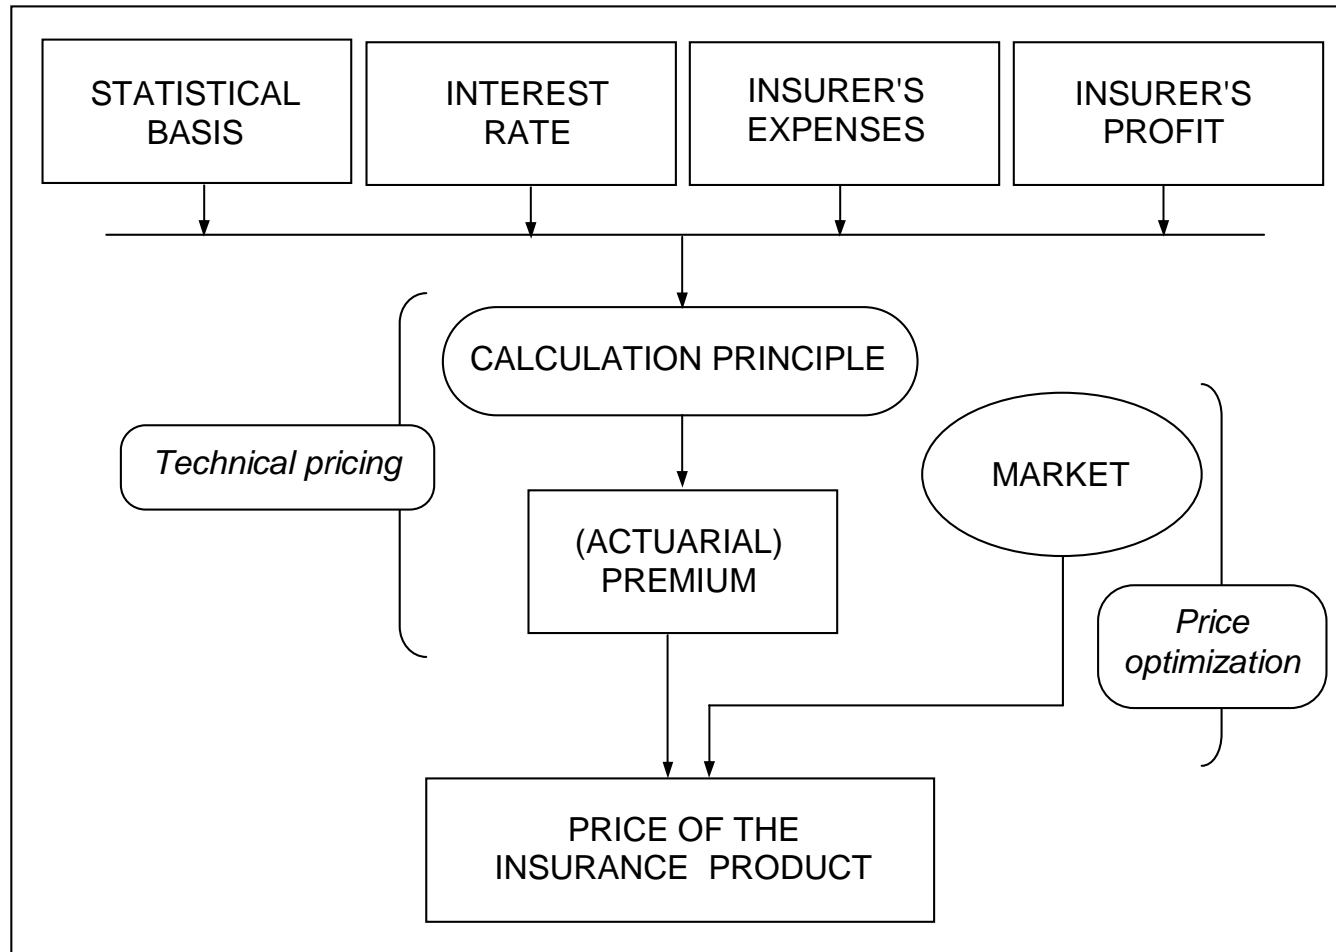 STATISTICAL
BASIS
INTEREST
RATE
INSURER'S
EXPENSES
INSURER'S
PROFIT
CALCULATION PRINCIPLE
Technical pricing
MARKET
(ACTUARIAL)
PREMIUM
Price
optimization
PRICE OF THE
INSURANCE PRODUCT